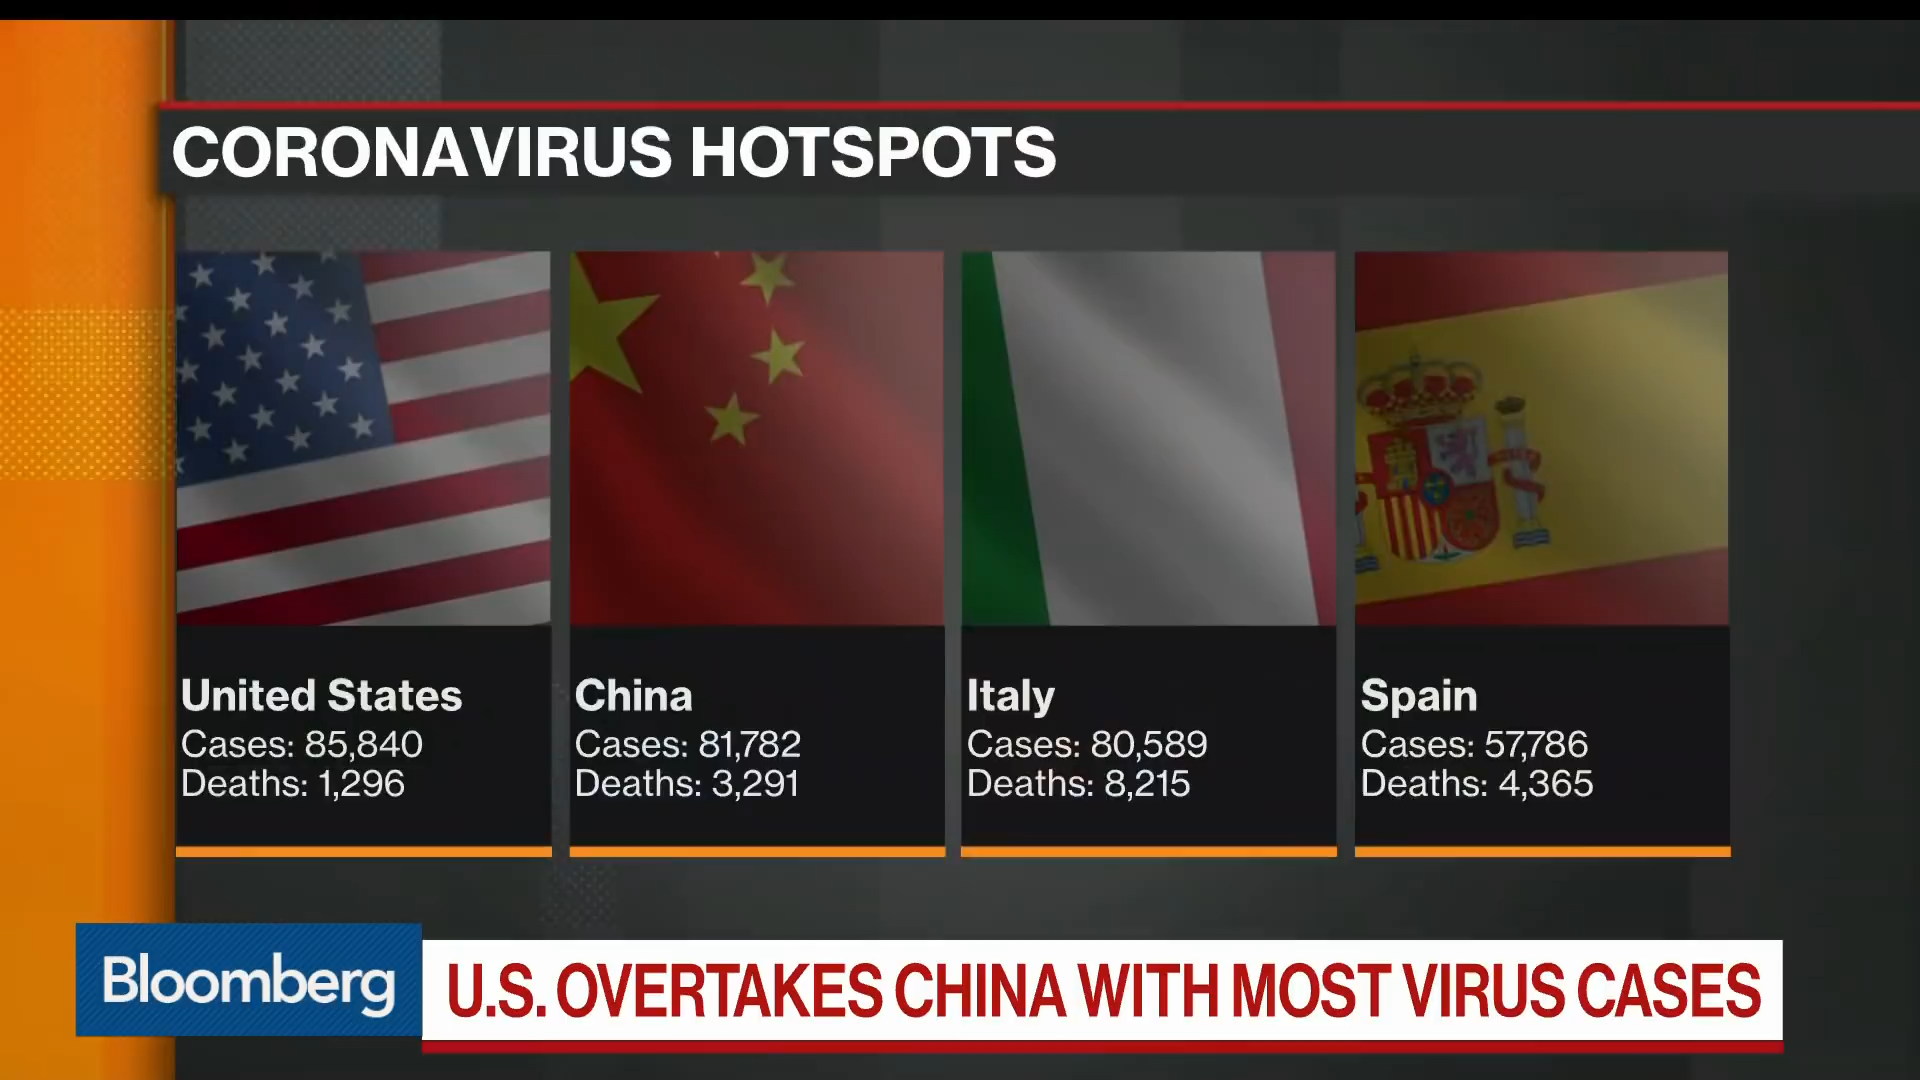 CORONAVIRUS HOTSPOTS
United States
Cases: 85,840
Deaths: 1,296
China
Cases: 81,782
Deaths: 3,291
Italy
Cases: 80,589
Deaths: 8,215
Spain
Cases: 57,786
Deaths: 4,365
Bloomberg
U.S. OVERTAKES CHINA WITH MOST VIRUS CASES